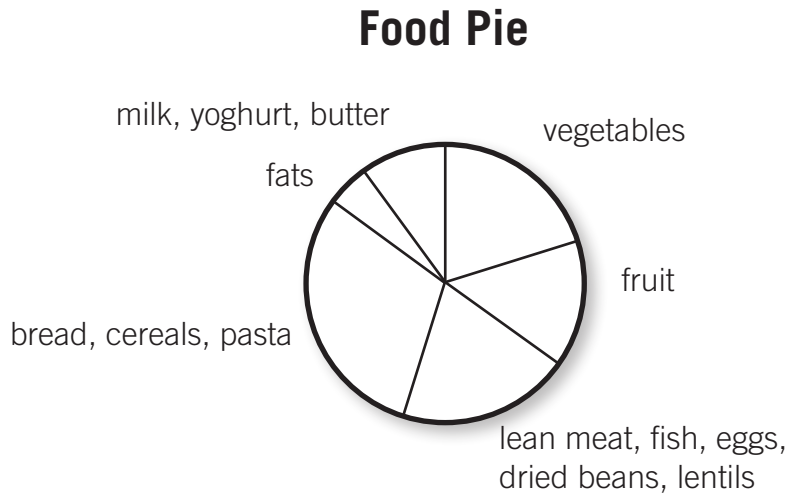 Food Pie
milk, yoghurt, butter
vegetables
fats
fruit
bread, cereals, pasta
lean meat, fish, eggs,
dried beans, lentils